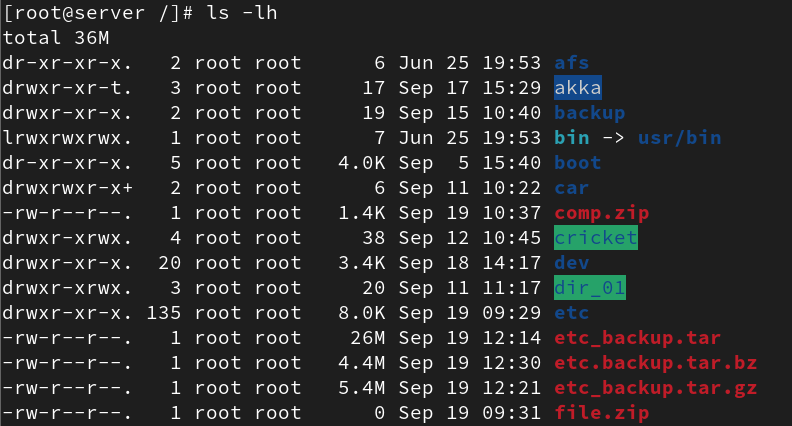 [root@server /]# ls -lh
total 36M
dr-xr-xr-x.   2 root root      6 Jun 25 19:53 afs
drwxr-xr-t.   3 root root     17 Sep 17 15:29 akka
drwxr-xr-x.   2 root root     19 Sep 15 10:40 backup
lrwxrwxrwx.   1 root root      7 Jun 25 19:53 bin -> usr/bin
dr-xr-xr-x.   5 root root   4.0K Sep  5 15:40 boot
drwxrwxr-x+   2 root root      6 Sep 11 10:22 car
-rw-r--r--.   1 root root   1.4K Sep 19 10:37 comp.zip
drwxr-xrwx.   4 root root     38 Sep 12 10:45 cricket
drwxr-xr-x.  20 root root   3.4K Sep 18 14:17 dev
drwxr-xrwx.   3 root root     20 Sep 11 11:17 dir_01
drwxr-xr-x. 135 root root   8.0K Sep 19 09:29 etc
-rw-r--r--.   1 root root    26M Sep 19 12:14 etc_backup.tar
-rw-r--r--.   1 root root   4.4M Sep 19 12:30 etc.backup.tar.bz
-rw-r--r--.   1 root root   5.4M Sep 19 12:21 etc_backup.tar.gz
-rw-r--r--.   1 root root      0 Sep 19 09:31 file.zip